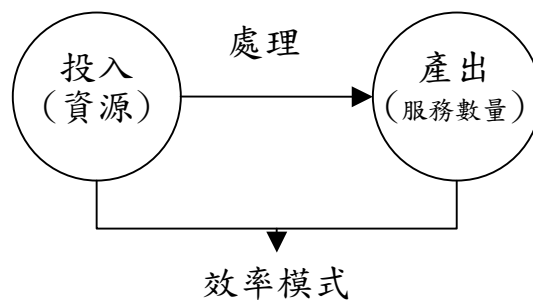 投入
（資源）
處理
產出
（服務數量）
效率模式